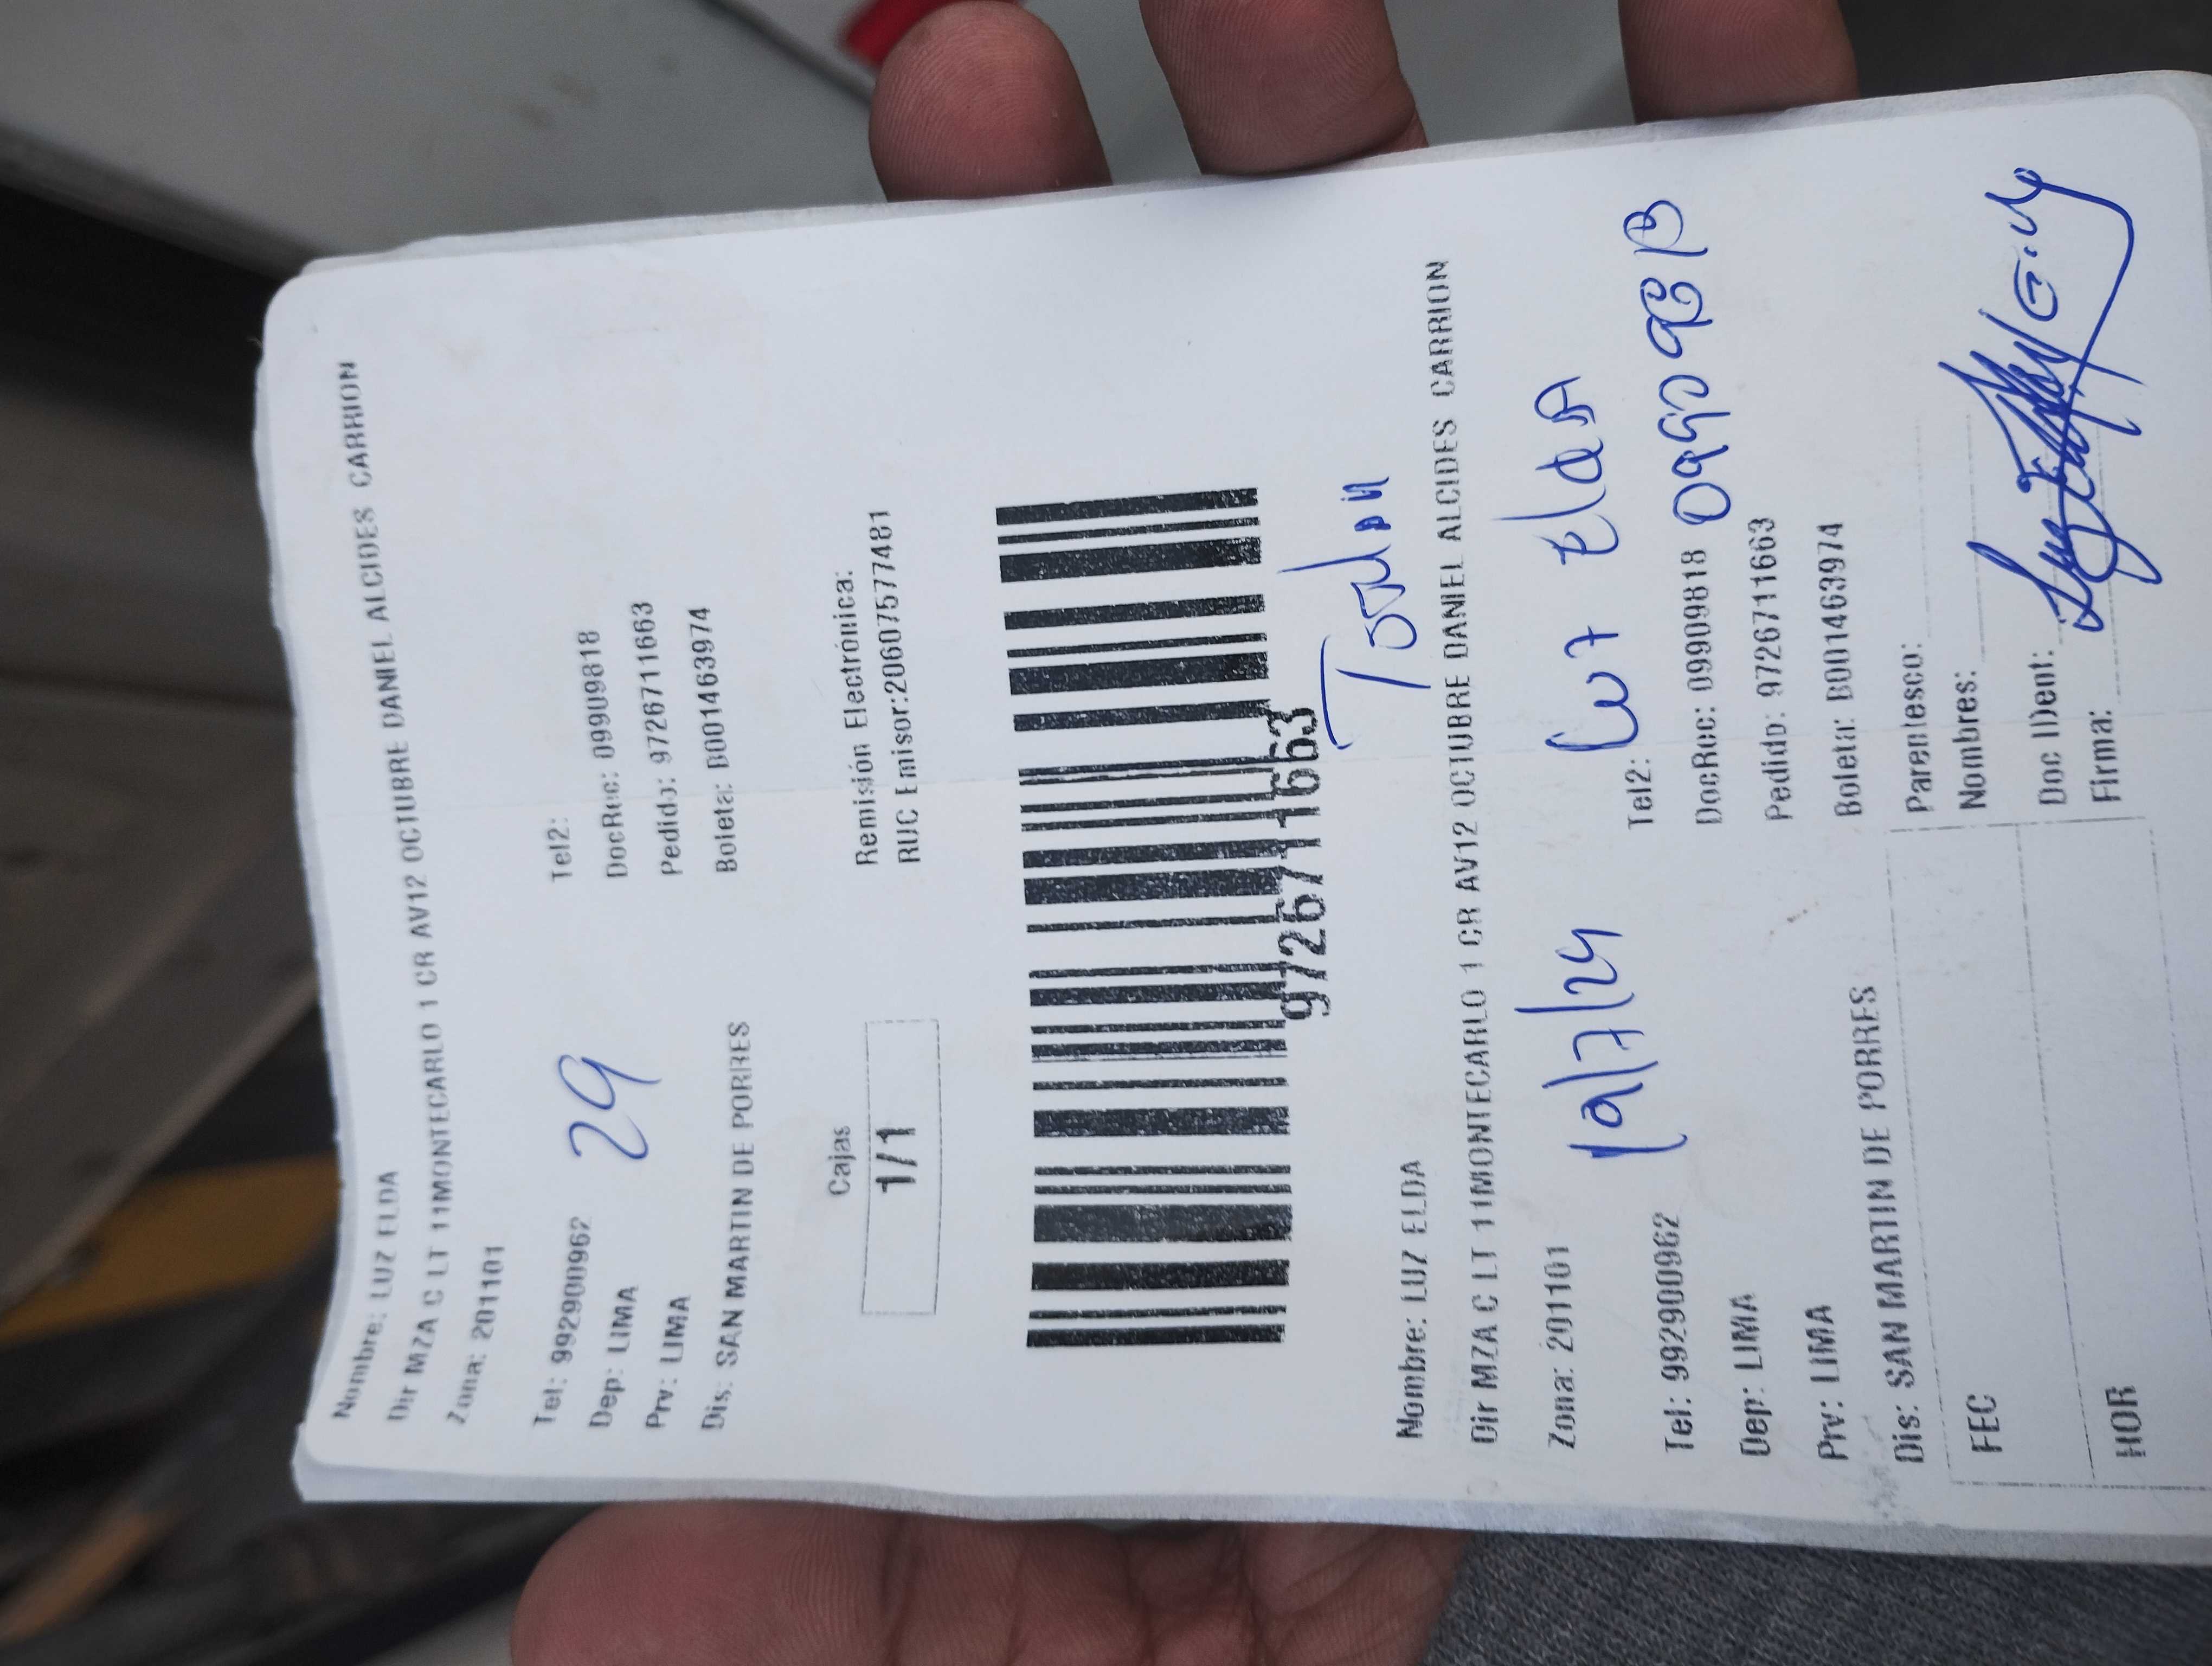 Nombre: LUZ ELDA
Dir MZA C LT 11MONTECARLO 1 CR AV12 OCTUBRE DANIEL ALCIDES CARRION
Zona: 201101
Tel: 992900962
Tel2:
Dep: LIMA
29
DocRec: 09909818
Prv: LIMA
Pedido: 97267111663
Dis: SAN MARTIN DE PORRES
Boleta: B001463974
Cajas
1/1
Remisión Electrónica:
RUC Emisor:20607577481
97267111663
Nombre: LUZ ELDA
Dir MZA C LT 11MONTECARLO 1 CR AV12 OCTUBRE DANIEL ALCIDES CARRION
Zona: 201101
Luz Elda
Tel: 992900962
Tel2:
Dep: LIMA
DocRec: 09909818
Prv: LIMA
Pedido: 97267111663
Dis: SAN MARTIN DE PORRES
Boleta: B001463974
FEC
Parentesco:
Nombres:
HOR
Doc IDent:
Firma: